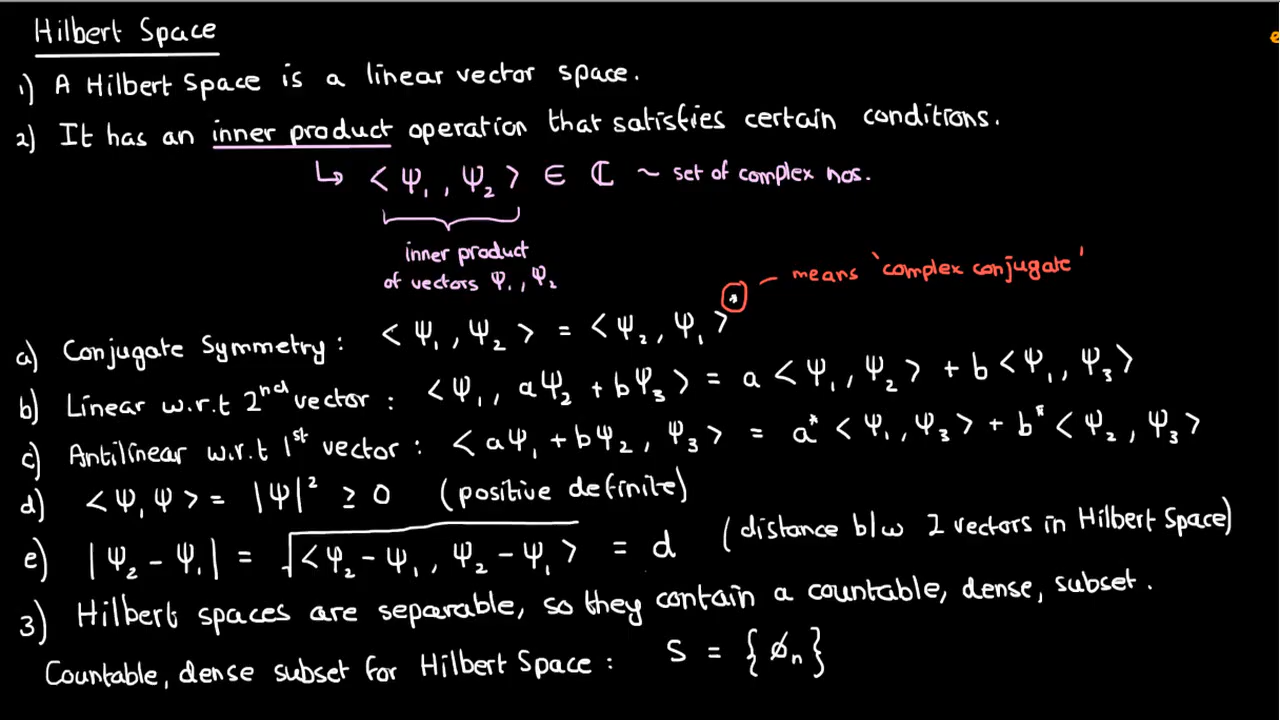 Hilbert Space
1) A Hilbert Space is a linear vector space.
2) It has an inner product operation that satisfies certain conditions.
↳ < Ψ₁ , Ψ₂ > ∈ ℂ ~ set of complex nos.
inner product
of vectors Ψ₁ , Ψ₂
* — means 'complex conjugate'
a) Conjugate Symmetry : < Ψ₁ , Ψ₂ > = < Ψ₂ , Ψ₁ >*
b) Linear w.r.t 2nd vector : < Ψ₁ , aΨ₂ + bΨ₃ > = a < Ψ₁ , Ψ₂ > + b < Ψ₁ , Ψ₃ >
c) Antilinear w.r.t 1st vector : < aΨ₁ + bΨ₂ , Ψ₃ > = a* < Ψ₁ , Ψ₃ > + b* < Ψ₂ , Ψ₃ >
d) < Ψ, Ψ > = |Ψ|² ≥ 0 (positive definite)
e) |Ψ₂ - Ψ₁| = √< Ψ₂ - Ψ₁ , Ψ₂ - Ψ₁ > = d (distance b/w 2 vectors in Hilbert Space)
3) Hilbert spaces are separable, so they contain a countable, dense, subset.
Countable, dense subset for Hilbert Space : S = {ϕₙ}